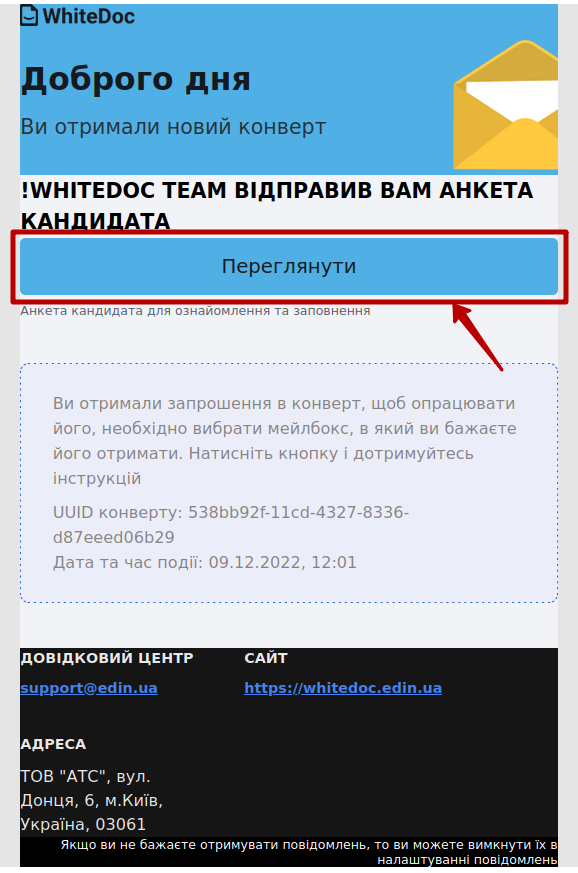 WhiteDoc
Доброго дня
Ви отримали новий конверт
!WHITEDOC TEAM ВІДПРАВИВ ВАМ АНКЕТА
КАНДИДАТА
Переглянути
Анкета кандидата для ознайомлення та заповнення
Ви отримали запрошення в конверт, щоб опрацювати
його, необхідно вибрати мейлбокс, в який ви бажаєте
його отримати. Натисніть кнопку і дотримуйтесь
інструкцій
UUID конверту: 538bb92f-11cd-4327-8336-
d87eeed06b29
Дата та час події: 09.12.2022, 12:01
ДОВІДКОВИЙ ЦЕНТР
support@edin.ua
САЙТ
https://whitedoc.edin.ua
АДРЕСА
ТОВ "АТС", вул.
Донця, 6, м.Київ,
Україна, 03061
Якщо ви не бажаєте отримувати повідомлень, то ви можете вимкнути їх в
налаштуванні повідомлень